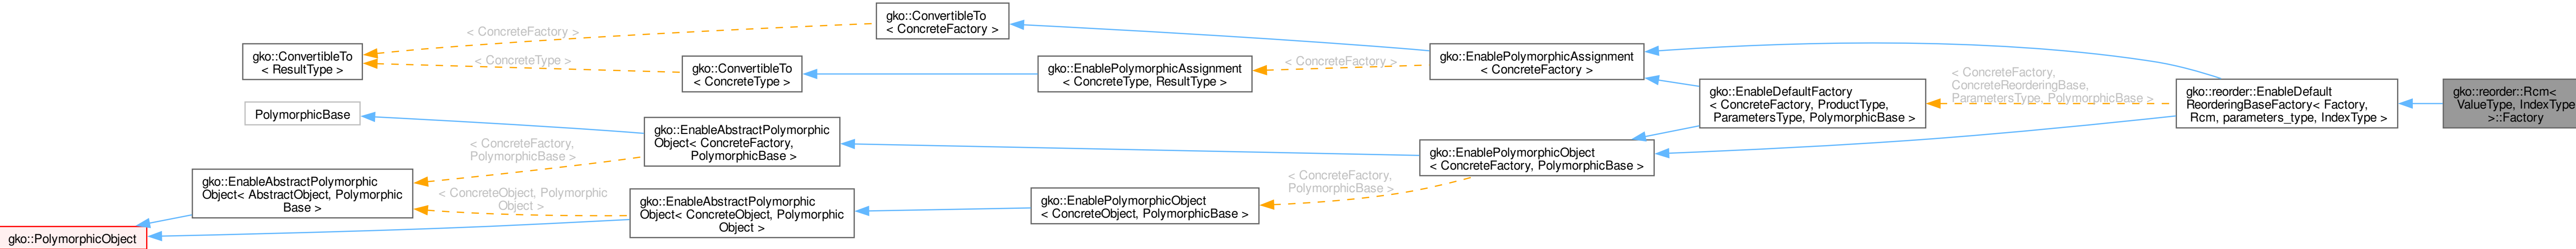 gko::ConvertibleTo
< ConcreteFactory >
< ConcreteFactory >
gko::ConvertibleTo
< ResultType >
< ConcreteType >
gko::ConvertibleTo
< ConcreteType >
gko::EnablePolymorphicAssignment
< ConcreteType, ResultType >
< ConcreteFactory >
gko::EnablePolymorphicAssignment
< ConcreteFactory >
gko::EnableDefaultFactory
< ConcreteFactory, ProductType,
ParametersType, PolymorphicBase >
< ConcreteFactory,
ConcreteReorderingBase,
ParametersType, PolymorphicBase >
gko::reorder::EnableDefault
ReorderingBaseFactory< Factory,
Rcm, parameters_type, IndexType >
gko::reorder::Rcm<
ValueType, IndexType
>::Factory
PolymorphicBase
gko::EnableAbstractPolymorphic
Object< ConcreteFactory,
PolymorphicBase >
< ConcreteFactory,
PolymorphicBase >
gko::EnablePolymorphicObject
< ConcreteFactory, PolymorphicBase >
gko::EnableAbstractPolymorphic
Object< AbstractObject, Polymorphic
Base >
< ConcreteObject, Polymorphic
Object >
gko::EnableAbstractPolymorphic
Object< ConcreteObject, Polymorphic
Object >
gko::EnablePolymorphicObject
< ConcreteObject, PolymorphicBase >
< ConcreteFactory,
PolymorphicBase >
gko::PolymorphicObject